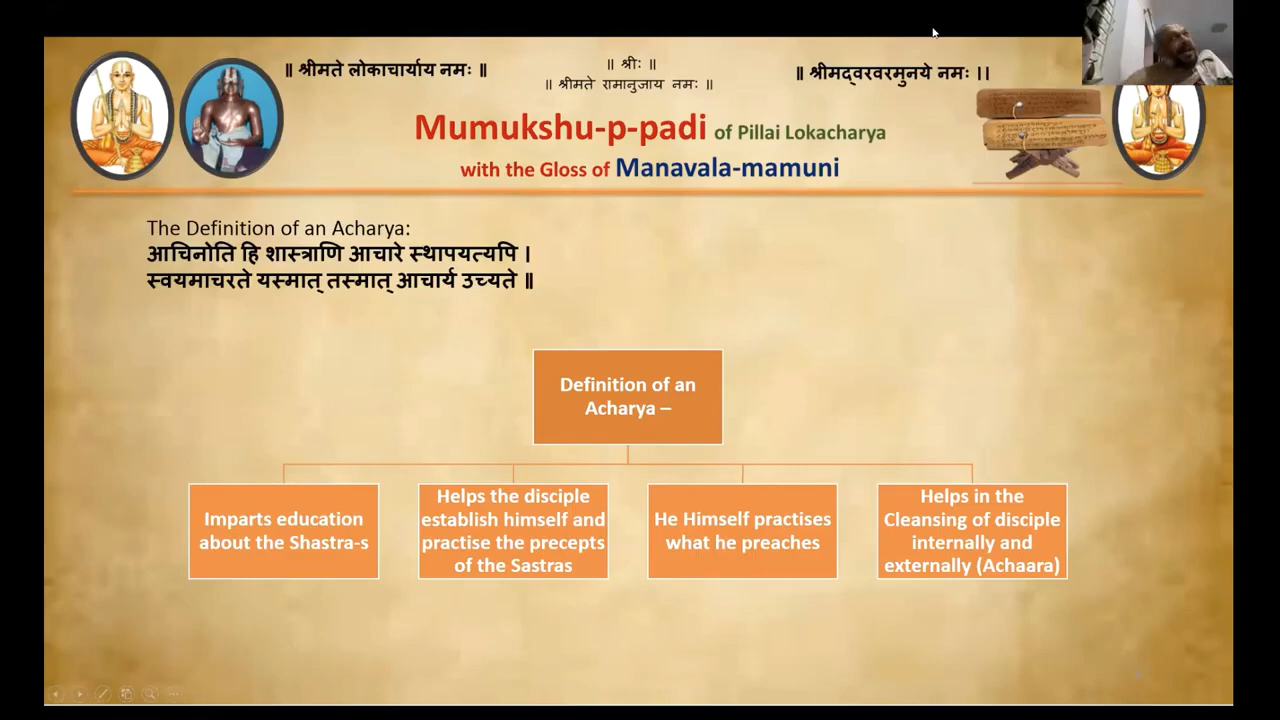 ॥ श्रीमते लोकाचार्याय नमः ॥
॥ श्रीः ॥
॥ श्रीमते रामानुजाय नमः ॥
॥ श्रीमद्वरवरमुनये नमः ।।
Mumukshu-p-padi of Pillai Lokacharya
with the Gloss of Manavala-mamuni
The Definition of an Acharya:
आचिनोति हि शास्त्राणि आचारे स्थापयत्यपि ।
स्वयमाचरते यस्मात् तस्मात् आचार्य उच्यते ॥
Definition of an
Acharya –
Imparts education
about the Shastra-s
Helps the disciple
establish himself and
practise the precepts
of the Sastras
He Himself practises
what he preaches
Helps in the
Cleansing of disciple
internally and
externally (Achaara)